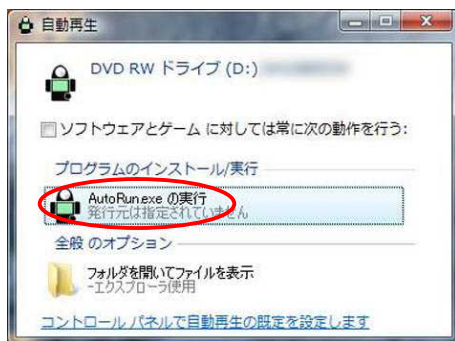 自動再生
DVD RW ドライブ (D:)
ソフトウェアとゲーム に対しては常に次の動作を行う:
プログラムのインストール/実行
AutoRun.exe の実行
発行元は指定されていません
全般 のオプション
フォルダを開いてファイルを表示
-エクスプローラ使用
コントロール パネルで自動再生の既定を設定します